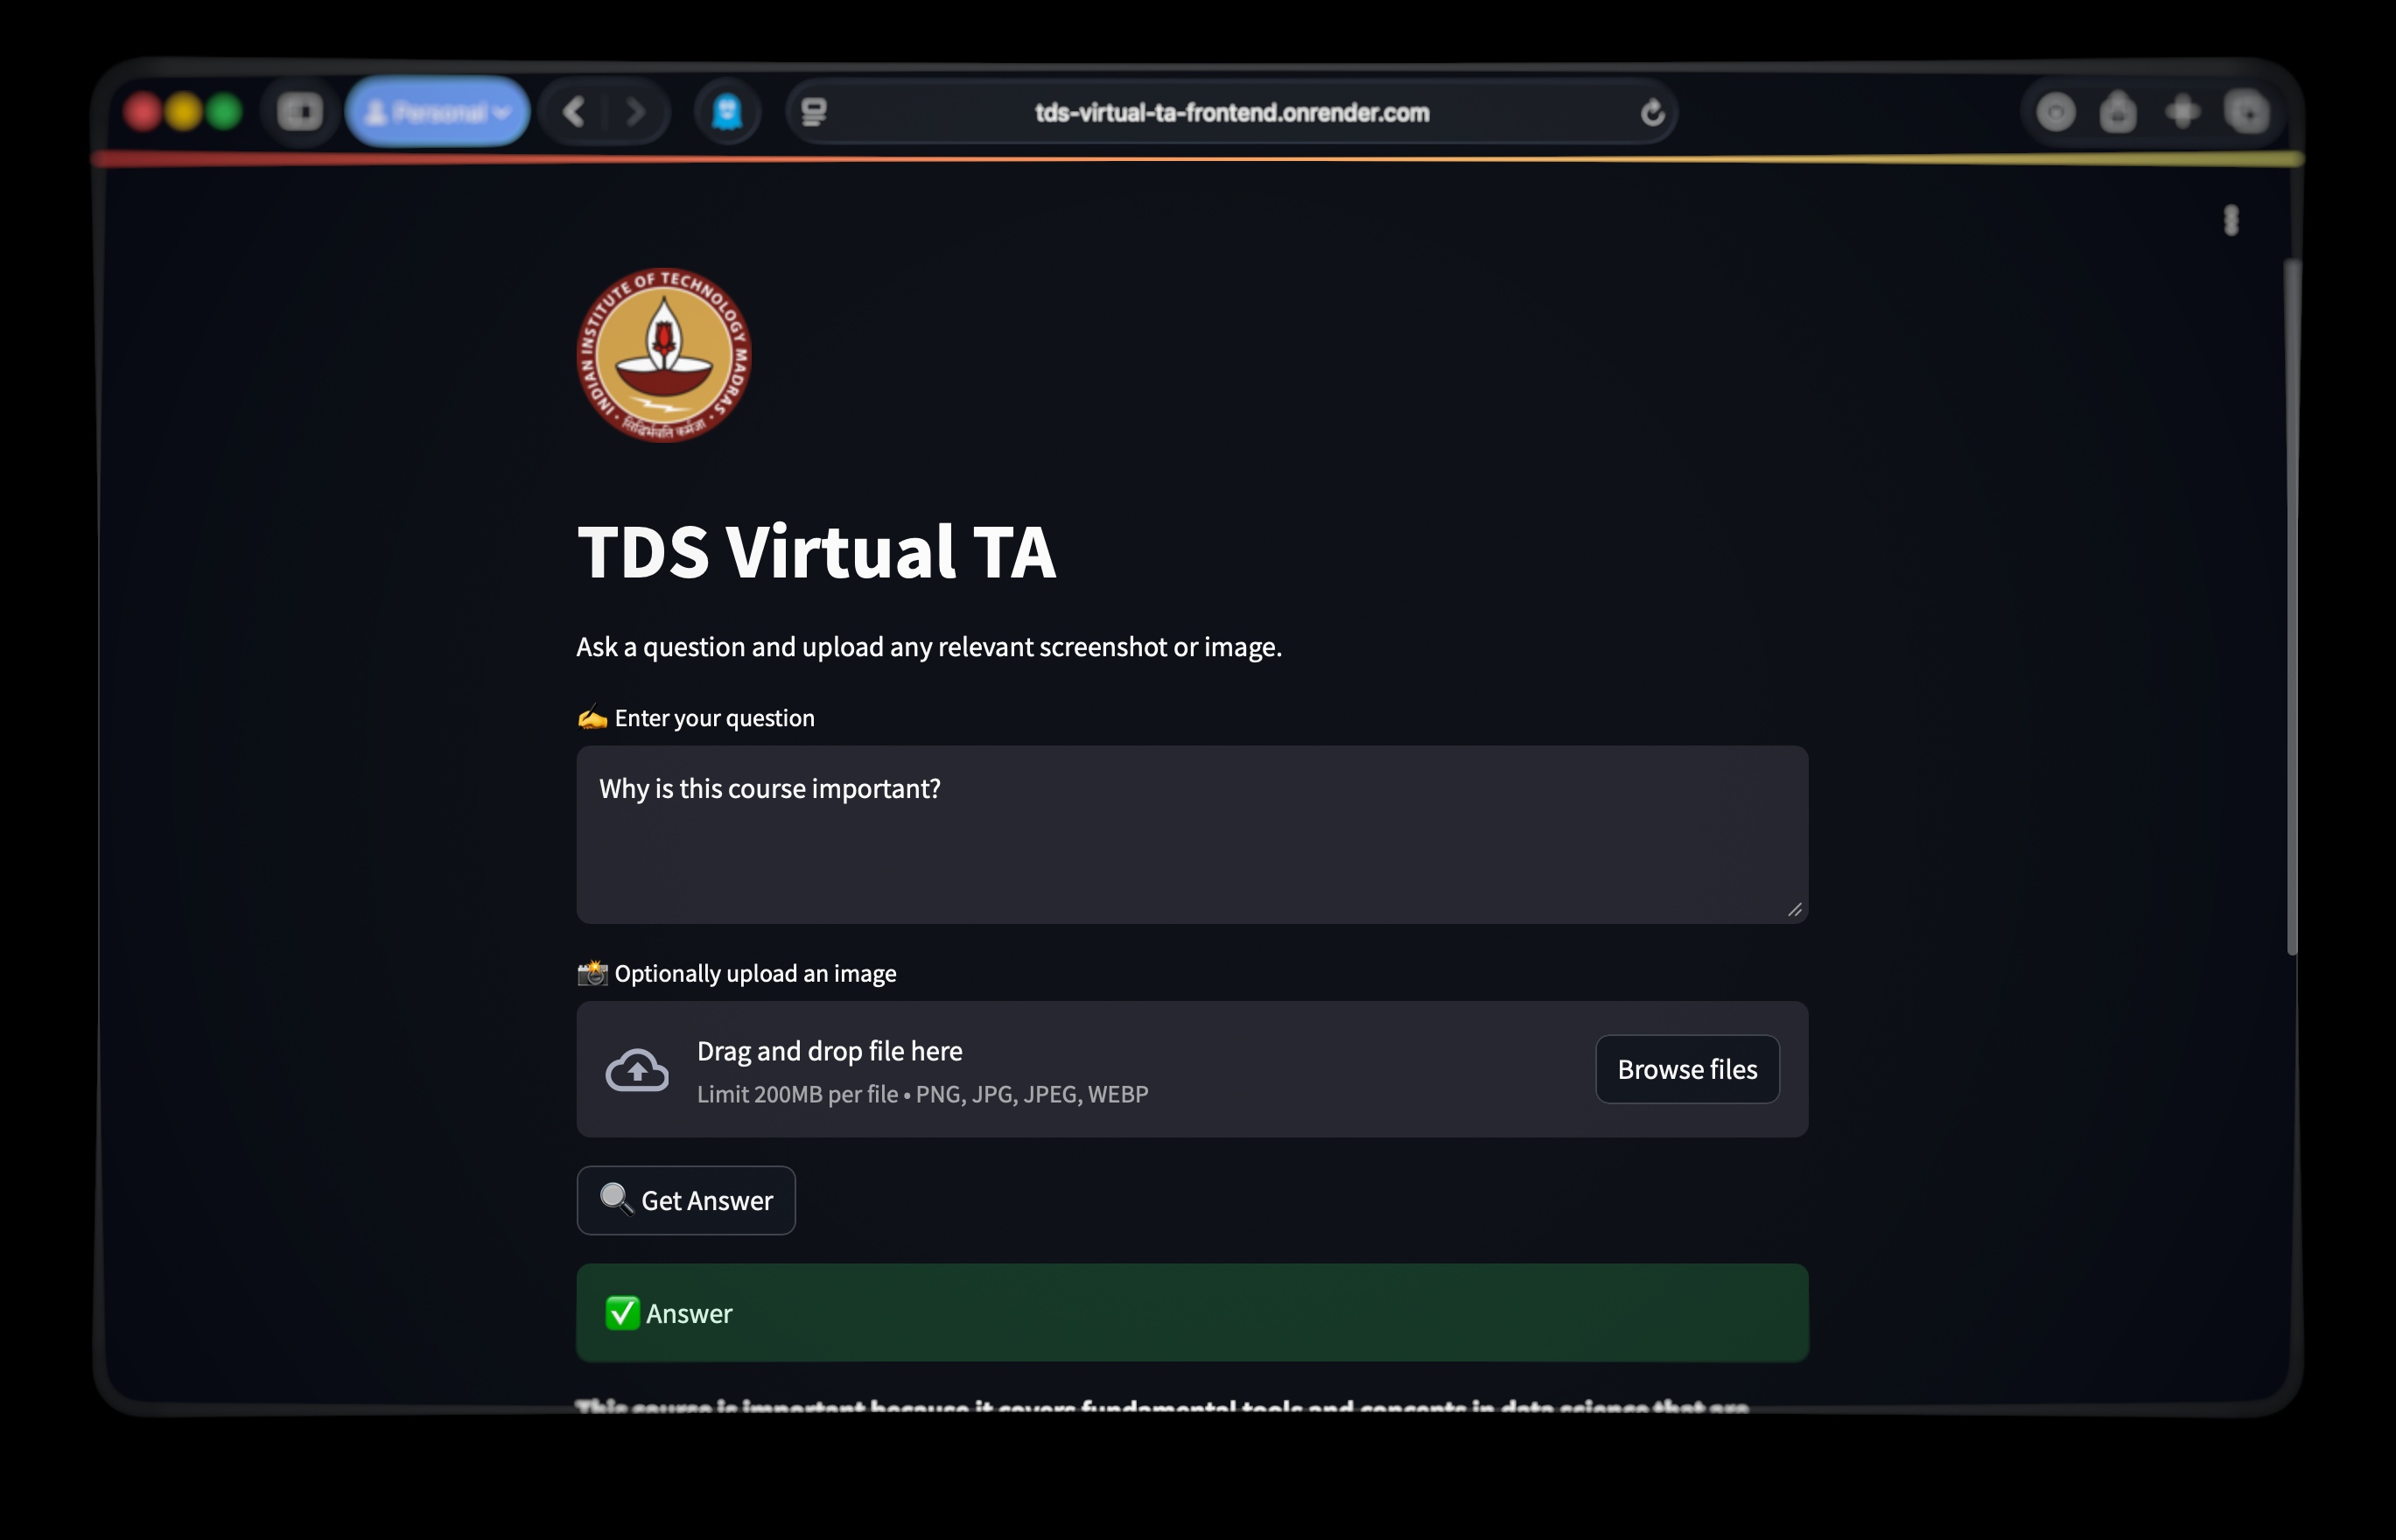 Personal
tds-virtual-ta-frontend.onrender.com
INDIAN INSTITUTE OF TECHNOLOGY MADRAS
सिद्धिर्भवति कर्मजा
TDS Virtual TA
Ask a question and upload any relevant screenshot or image.
✍️ Enter your question
Why is this course important?
📸 Optionally upload an image
Drag and drop file here
Limit 200MB per file • PNG, JPG, JPEG, WEBP
Browse files
🔍 Get Answer
✅ Answer
This course is important because it covers fundamental tools and concepts in data science that are